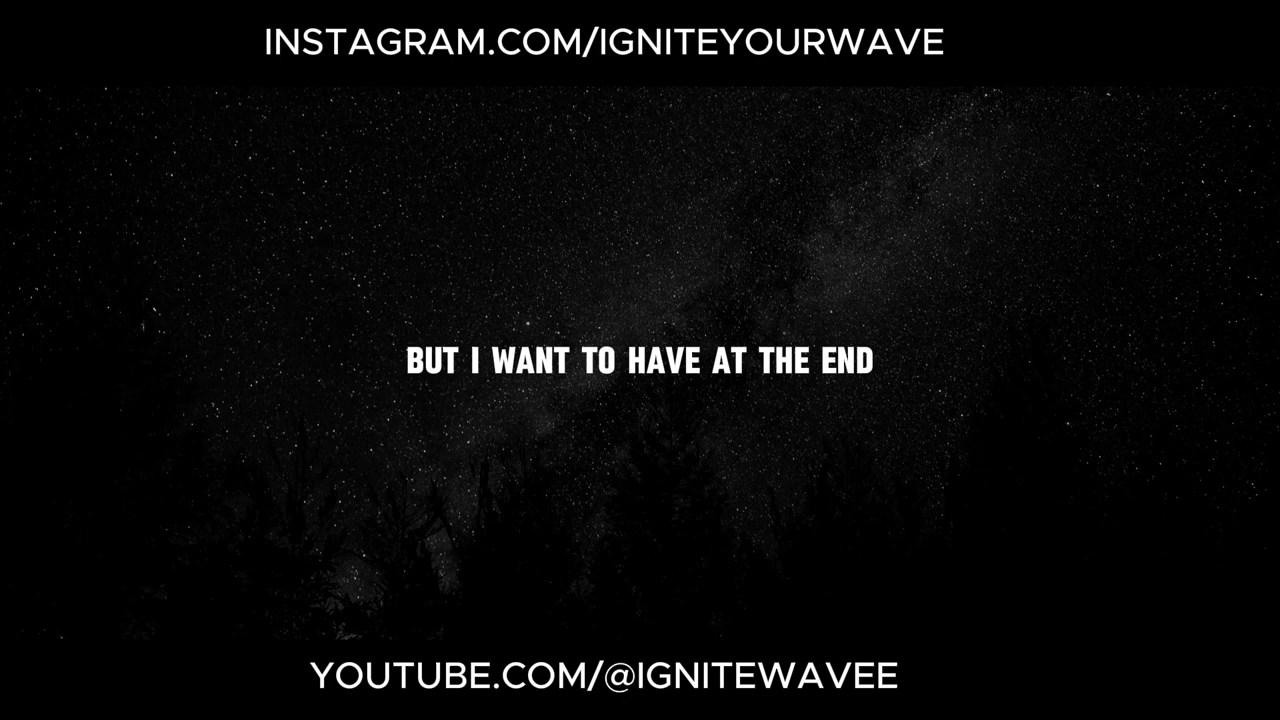 INSTAGRAM.COM/IGNITEYOURWAVE
BUT I WANT TO HAVE AT THE END
YOUTUBE.COM/@IGNITEWAVEE